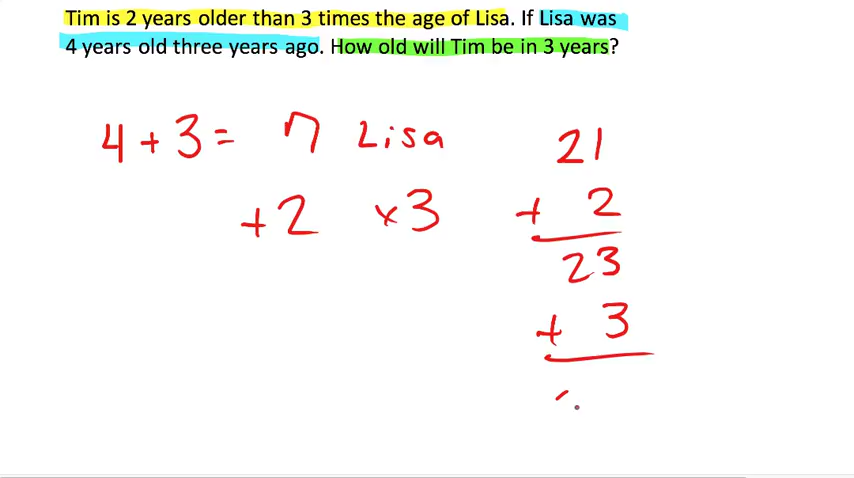 Tim is 2 years older than 3 times the age of Lisa. If Lisa was
4 years old three years ago. How old will Tim be in 3 years?
4 + 3 = 7 Lisa
+2 x3
21
+ 2
23
+ 3